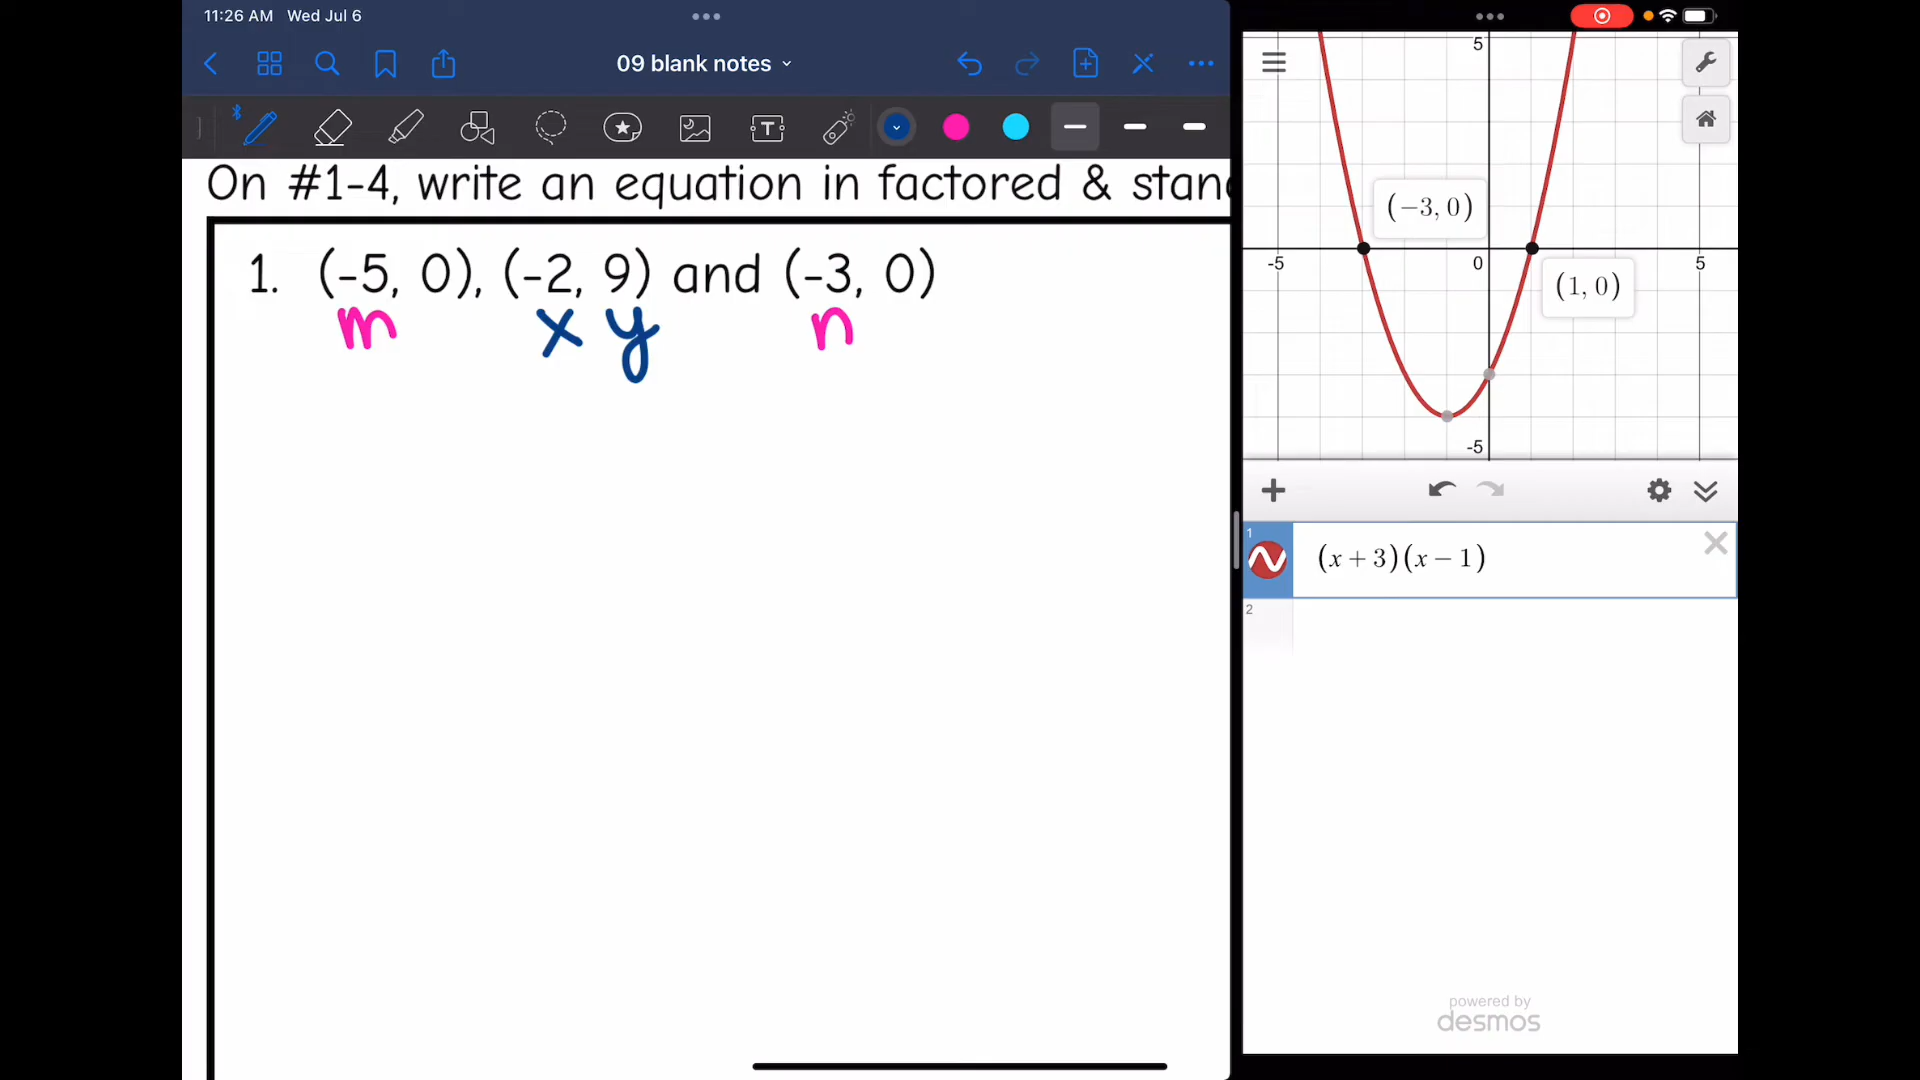 11:26 AM Wed Jul 6
09 blank notes
On #1-4, write an equation in factored &
1. (-5, 0), (-2, 9) and (-3, 0)
m x y n
5
(−3, 0)
-5 0 5
(1, 0)
-5
1
(x + 3)(x − 1)
2
powered by
desmos